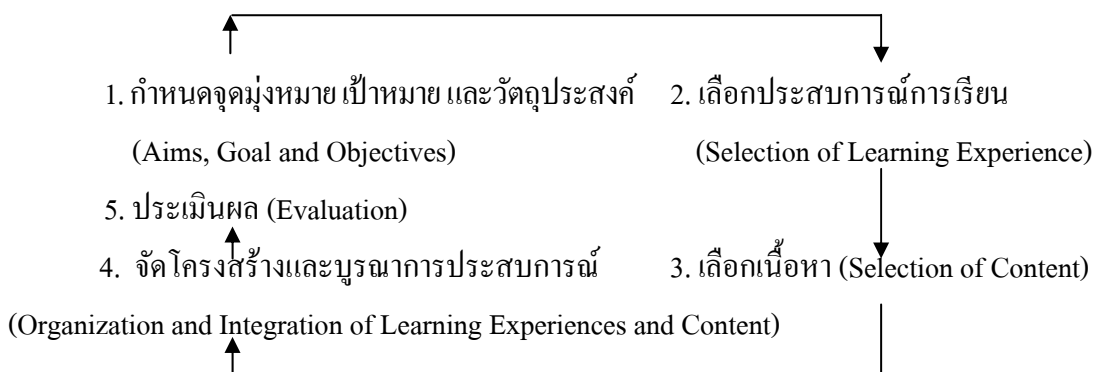 1. กำหนดจุดมุ่งหมาย เป้าหมาย และวัตถุประสงค์ 2. เลือกประสบการณ์การเรียน
(Aims, Goal and Objectives) (Selection of Learning Experience)
5. ประเมินผล (Evaluation)
4. จัดโครงสร้างและบูรณาการประสบการณ์ 3. เลือกเนื้อหา (Selection of Content)
(Organization and Integration of Learning Experiences and Content)